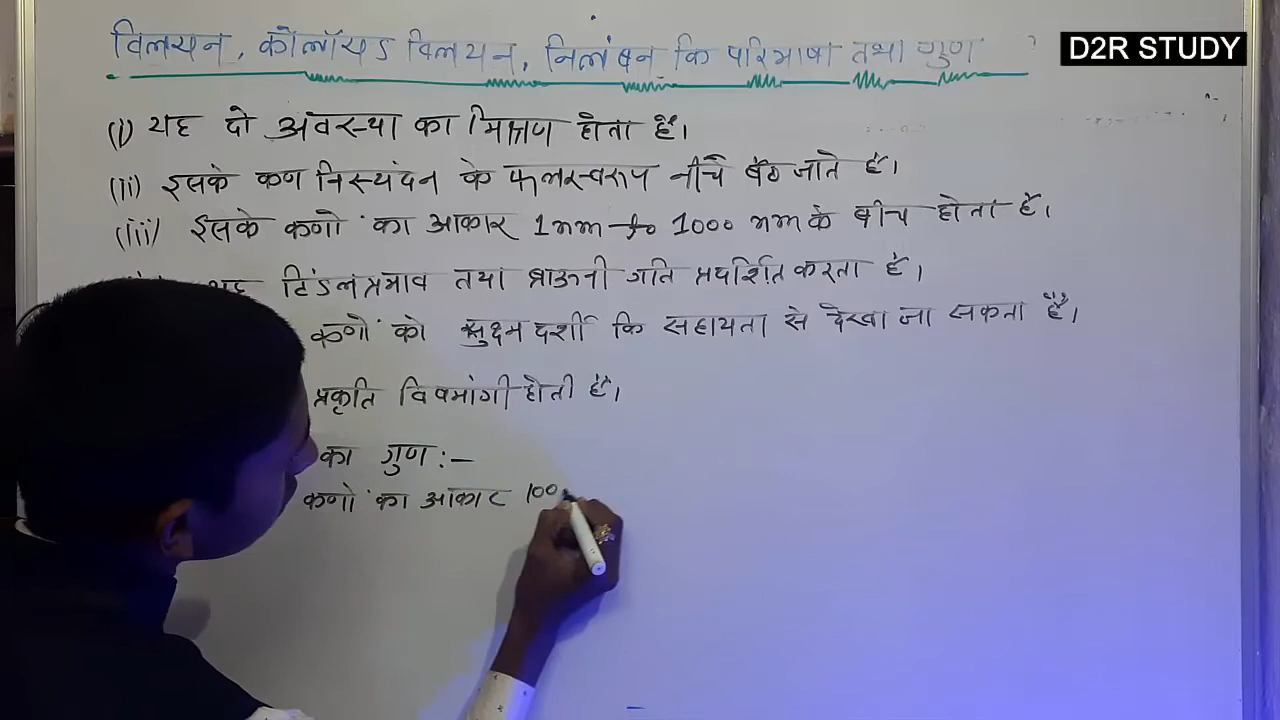 विलयन, कोलॉयड विलयन, निलंबन कि परिभाषा तथा गुण
D2R STUDY
(i) यह दो अवस्था का मिश्रण होता है।
(ii) इसके कण निस्यंदन के फलस्वरूप नीचे बैठ जाते है।
(iii) इसके कणों का आकार 1nm to 1000 nm के बीच होता है।
यह टिंडल प्रभाव तथा ब्राऊनी गति प्रदर्शित करता है।
कणों को सुक्ष्मदर्शी कि सहायता से देखा जा सकता है।
प्रकृति विषमांगी होती है।
का गुण :-
कणों का आकार 100